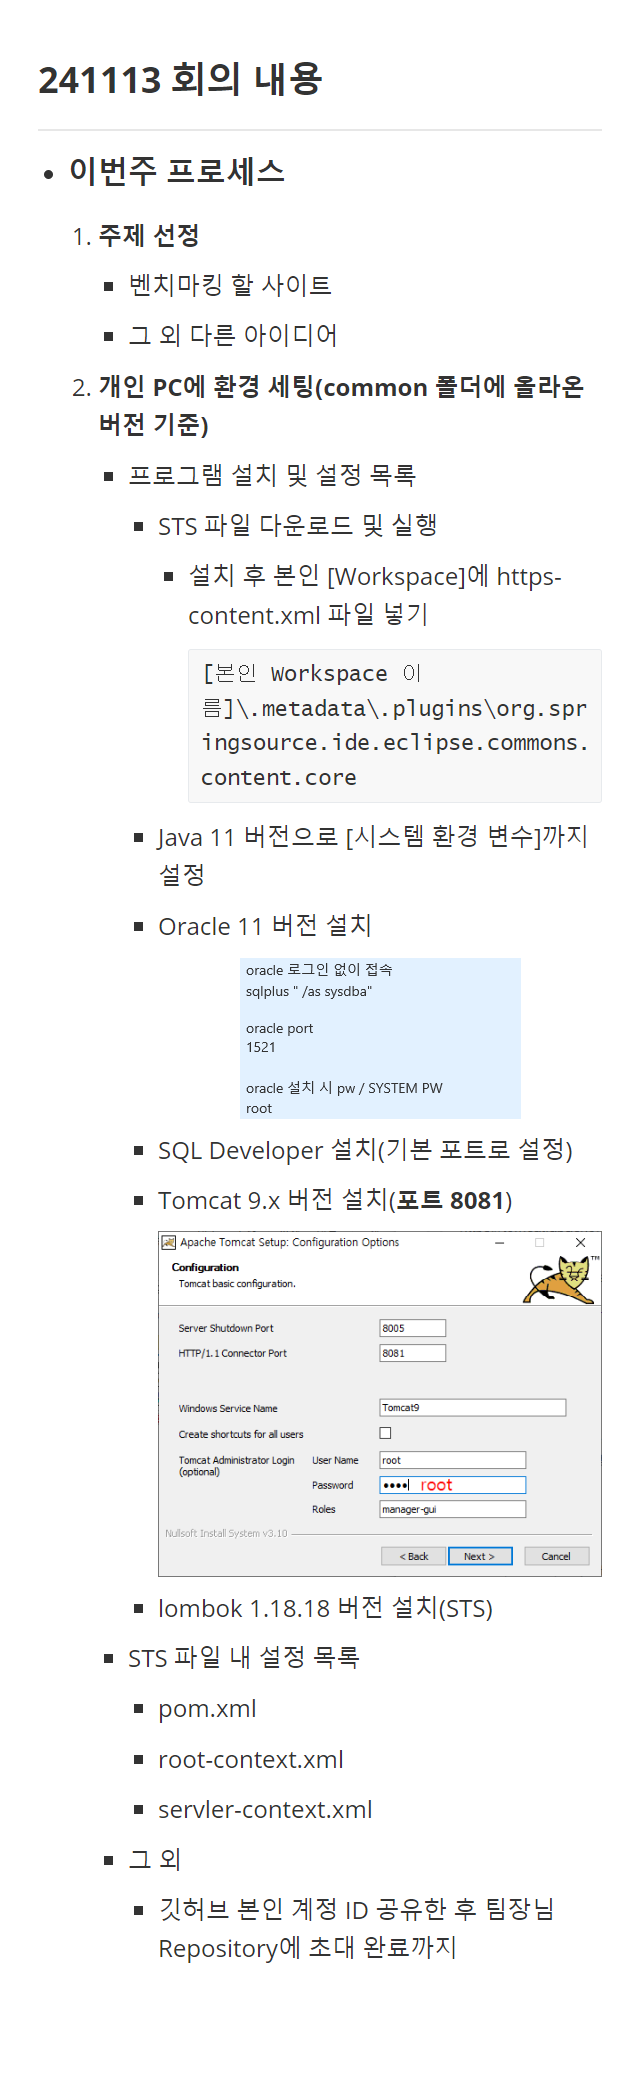 241113 회의 내용
이번주 프로세스
1. 주제 선정
벤치마킹 할 사이트
그 외 다른 아이디어
2. 개인 PC에 환경 세팅(common 폴더에 올라온
버전 기준)
프로그램 설치 및 설정 목록
STS 파일 다운로드 및 실행
설치 후 본인 [Workspace]에 https-
content.xml 파일 넣기
[본인 Workspace 이
름]\.metadata\.plugins\org.spr
ingsource.ide.eclipse.commons.
content.core
Java 11 버전으로 [시스템 환경 변수]까지
설정
Oracle 11 버전 설치
oracle 로그인 없이 접속
sqlplus " /as sysdba"
oracle port
1521
oracle 설치 시 pw / SYSTEM PW
root
SQL Developer 설치(기본 포트로 설정)
Tomcat 9.x 버전 설치(포트 8081)
Apache Tomcat Setup: Configuration Options
Configuration
Tomcat basic configuration.
TM
Server Shutdown Port 8005
HTTP/1.1 Connector Port 8081
Windows Service Name Tomcat9
Create shortcuts for all users
Tomcat Administrator Login User Name root
(optional)
Password ●●●● root
Roles manager-gui
Nullsoft Install System v3.10
< Back Next > Cancel
lombok 1.18.18 버전 설치(STS)
STS 파일 내 설정 목록
pom.xml
root-context.xml
servler-context.xml
그 외
깃허브 본인 계정 ID 공유한 후 팀장님
Repository에 초대 완료까지